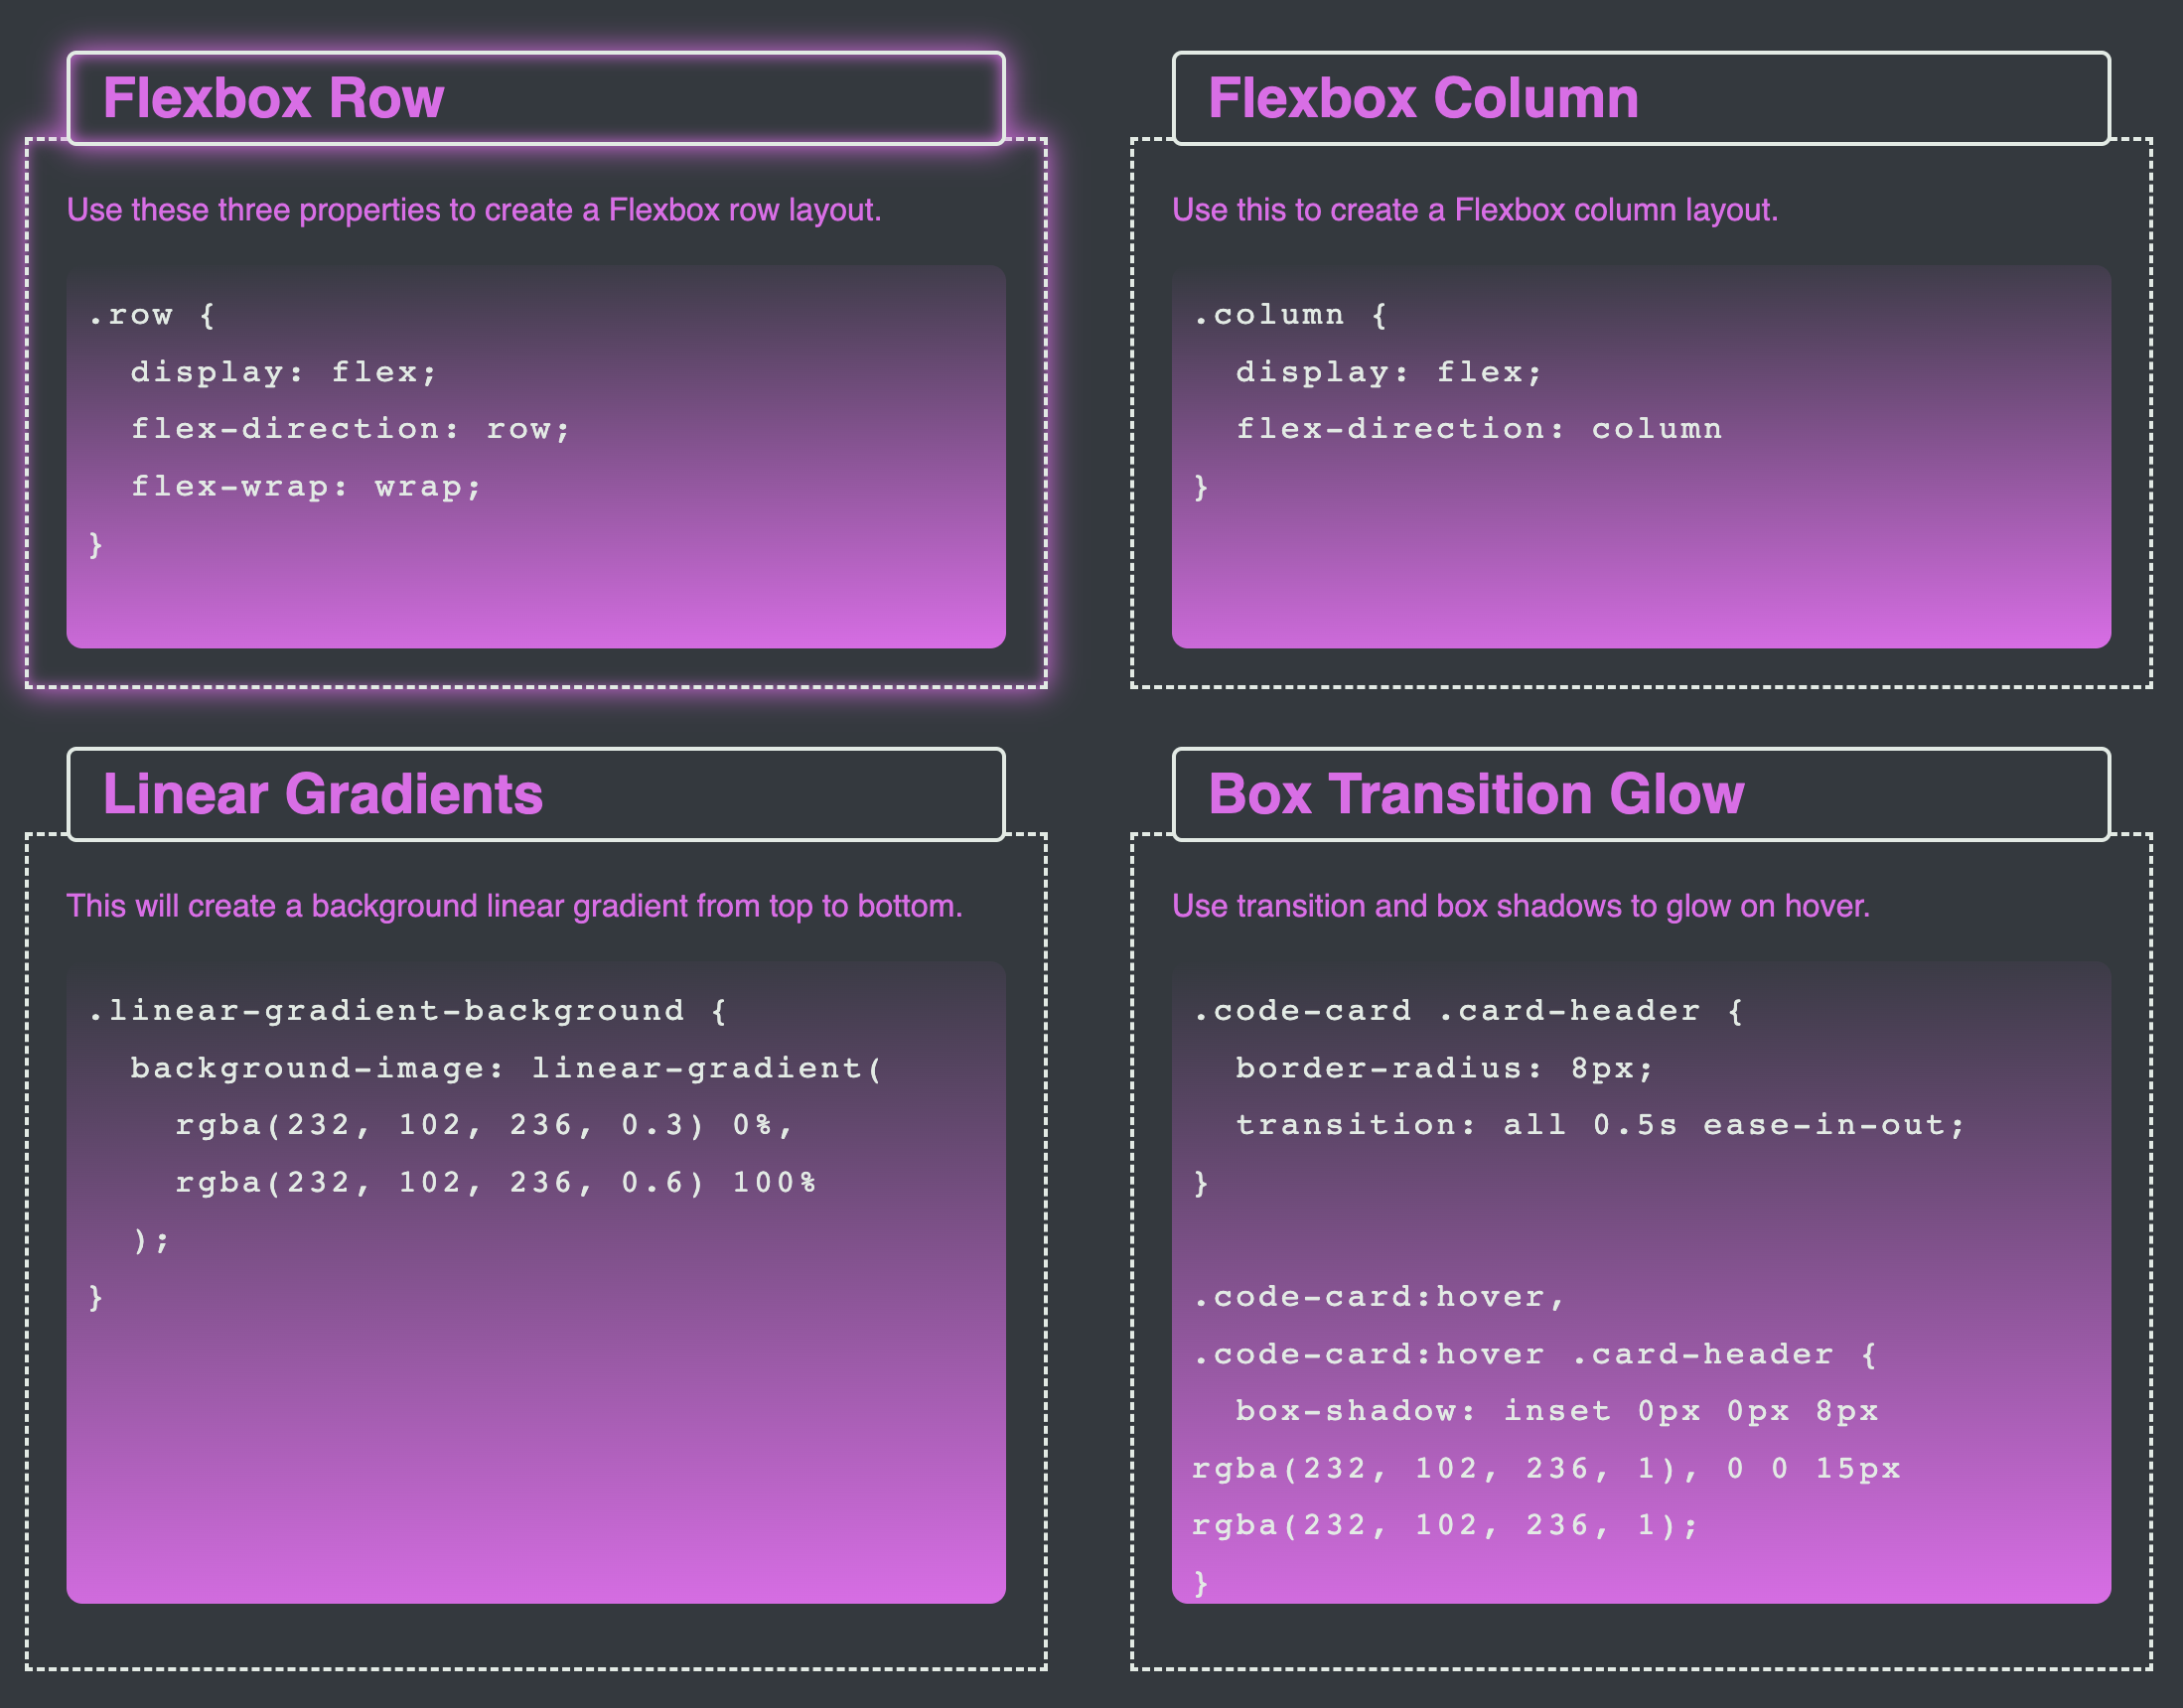 Flexbox Row
Use these three properties to create a Flexbox row layout.
.row {
  display: flex;
  flex-direction: row;
  flex-wrap: wrap;
}
Flexbox Column
Use this to create a Flexbox column layout.
.column {
  display: flex;
  flex-direction: column
}
Linear Gradients
This will create a background linear gradient from top to bottom.
.linear-gradient-background {
  background-image: linear-gradient(
    rgba(232, 102, 236, 0.3) 0%,
    rgba(232, 102, 236, 0.6) 100%
  );
}
Box Transition Glow
Use transition and box shadows to glow on hover.
.code-card .card-header {
  border-radius: 8px;
  transition: all 0.5s ease-in-out;
}
.code-card:hover,
.code-card:hover .card-header {
  box-shadow: inset 0px 0px 8px
rgba(232, 102, 236, 1), 0 0 15px
rgba(232, 102, 236, 1);
}